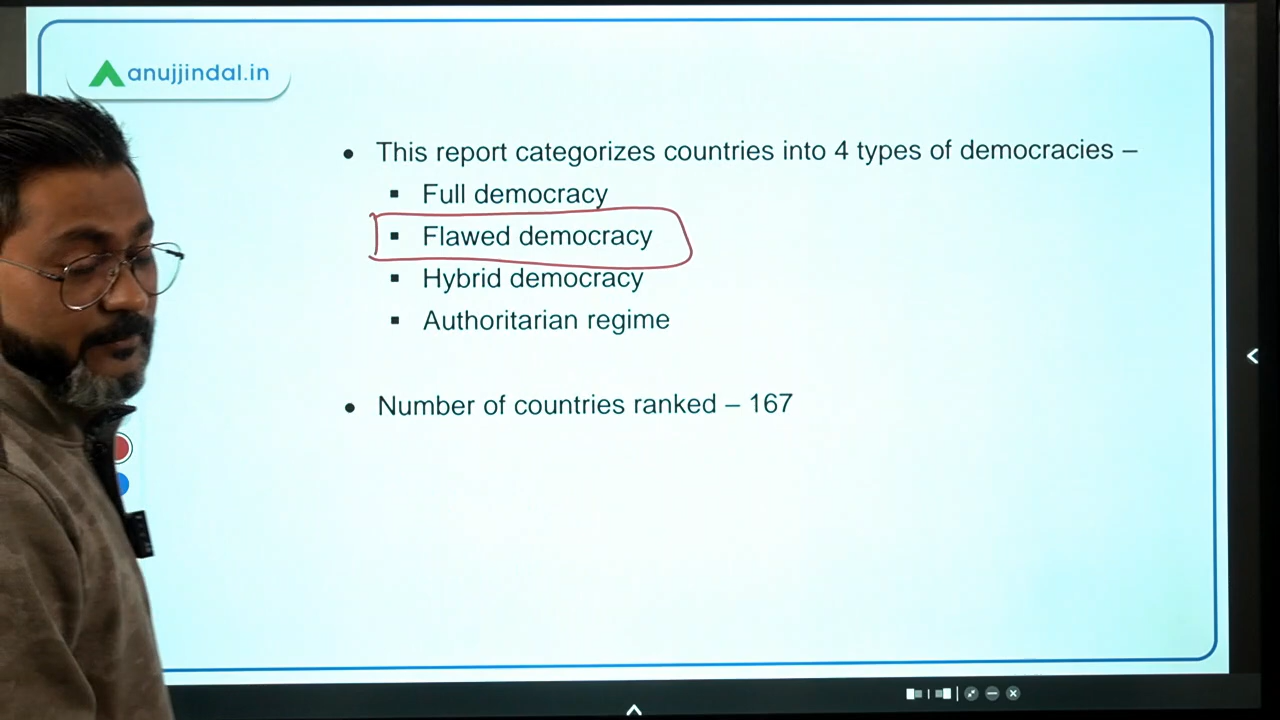 anujjindal.in
• This report categorizes countries into 4 types of democracies –
▪ Full democracy
▪ Flawed democracy
▪ Hybrid democracy
▪ Authoritarian regime
• Number of countries ranked – 167